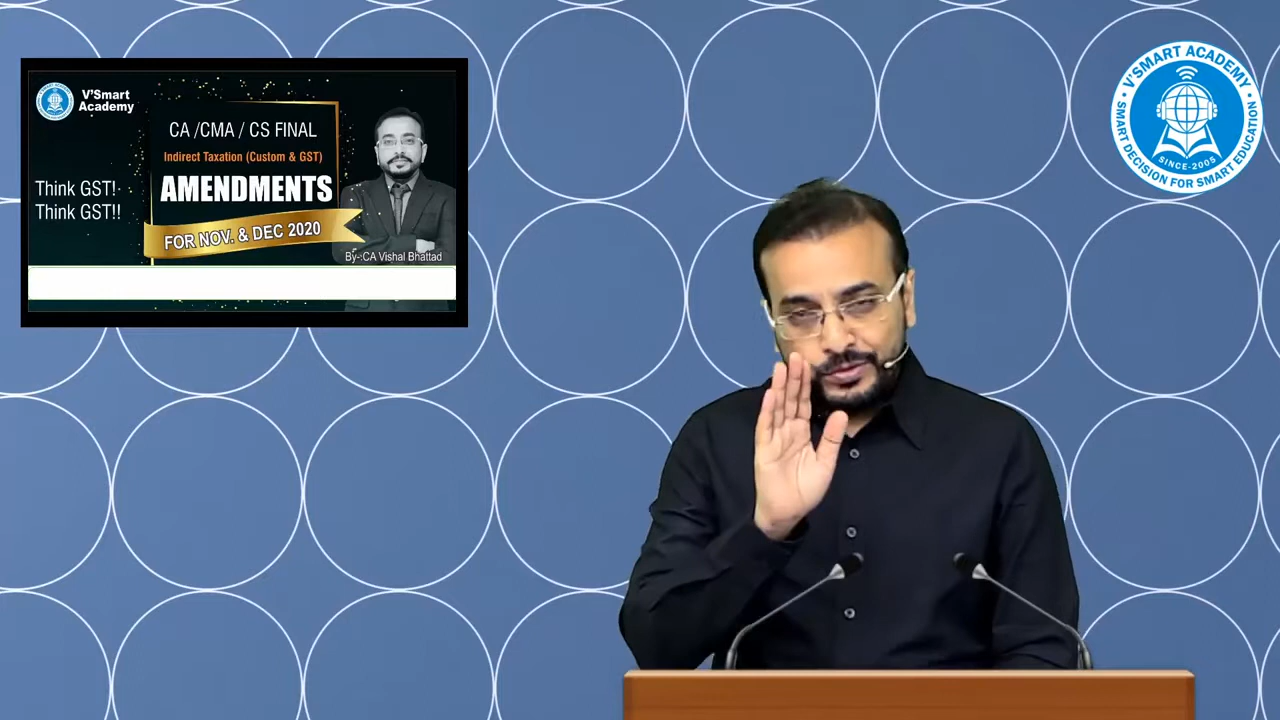 V'Smart
Academy
CA /CMA / CS FINAL
Indirect Taxation (Custom & GST)
AMENDMENTS
Think GST!
Think GST!!
FOR NOV. & DEC 2020
By-:CA Vishal Bhattad
V'SMART ACADEMY
SINCE-2005
SMART DECISION FOR SMART EDUCATION